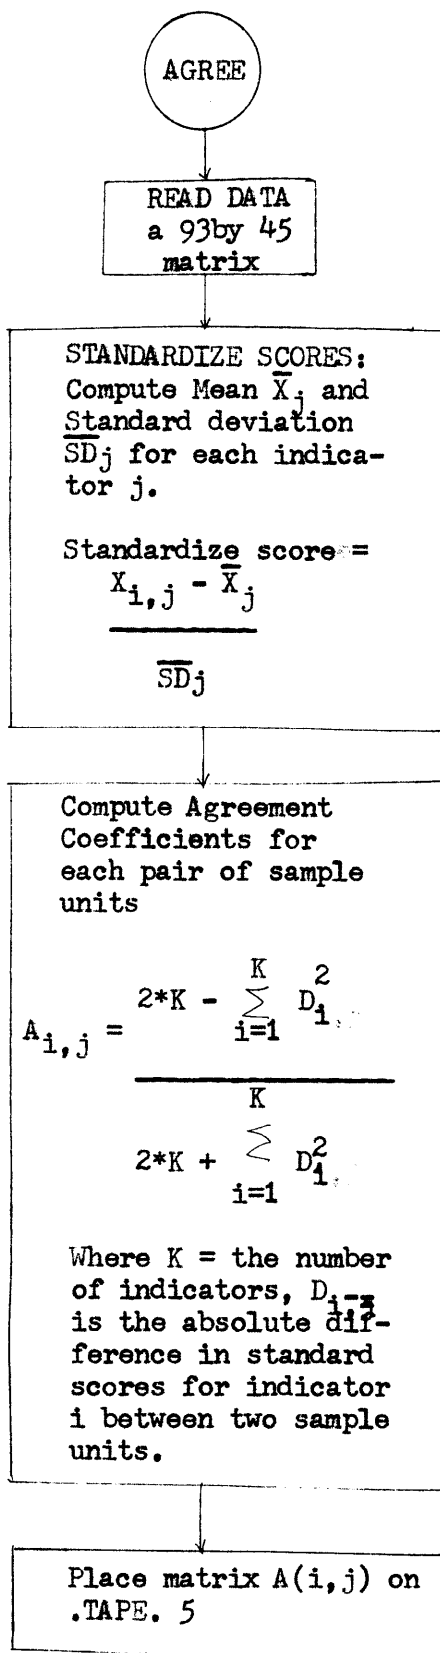 AGREE
READ DATA
a 93by 45
matrix
STANDARDIZE SCORES:
Compute Mean X̅j and
Standard deviation
S̅D̅j for each indica-
tor j.
Standardize score =
Xi,j - X̅j
S̅D̅j
Compute Agreement
Coefficients for
each pair of sample
units
K
2*K - ∑ Di²
i=1
Ai,j =
K
2*K + ∑ Di²
i=1
Where K = the number
of indicators, Di
is the absolute dif-
ference in standard
scores for indicator
i between two sample
units.
Place matrix A(i,j) on
.TAPE. 5